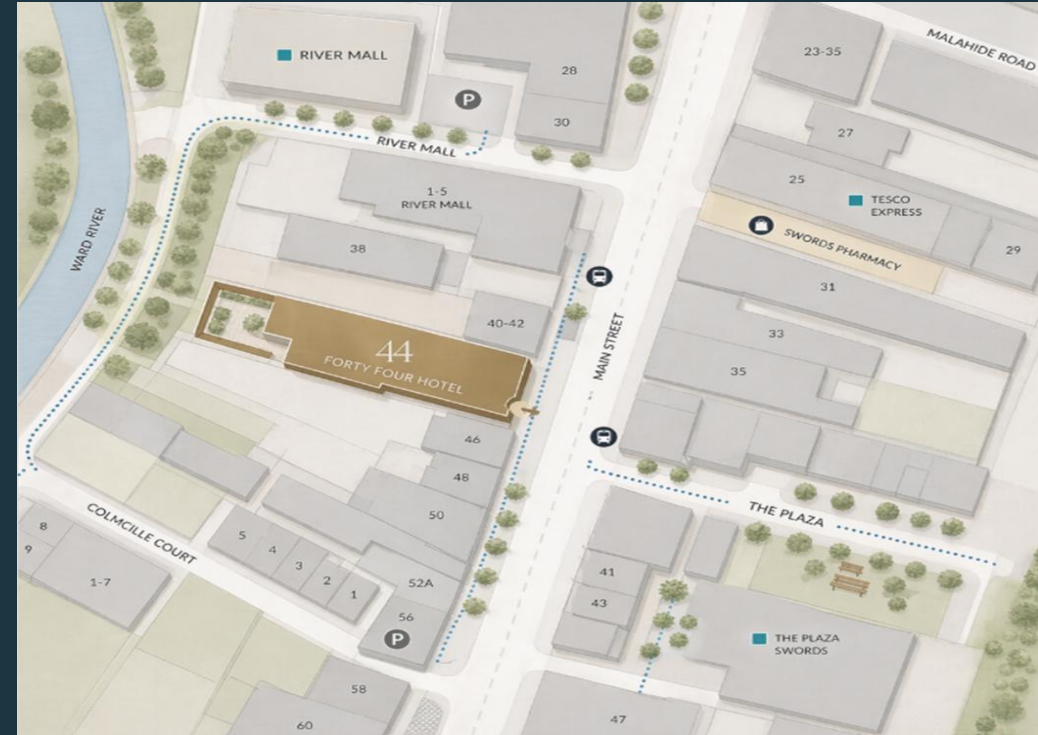 MALAHIDE ROAD
23-35
RIVER MALL
28
P
30
27
RIVER MALL
25
1-5
RIVER MALL
TESCO
EXPRESS
SWORDS PHARMACY
29
WARD RIVER
38
31
40-42
33
MAIN STREET
44
FORTY FOUR HOTEL
35
46
48
50
THE PLAZA
COLMCILLE COURT
8
9
5
4
3
2
1
1-7
52A
56
P
41
43
THE PLAZA
SWORDS
58
60
47